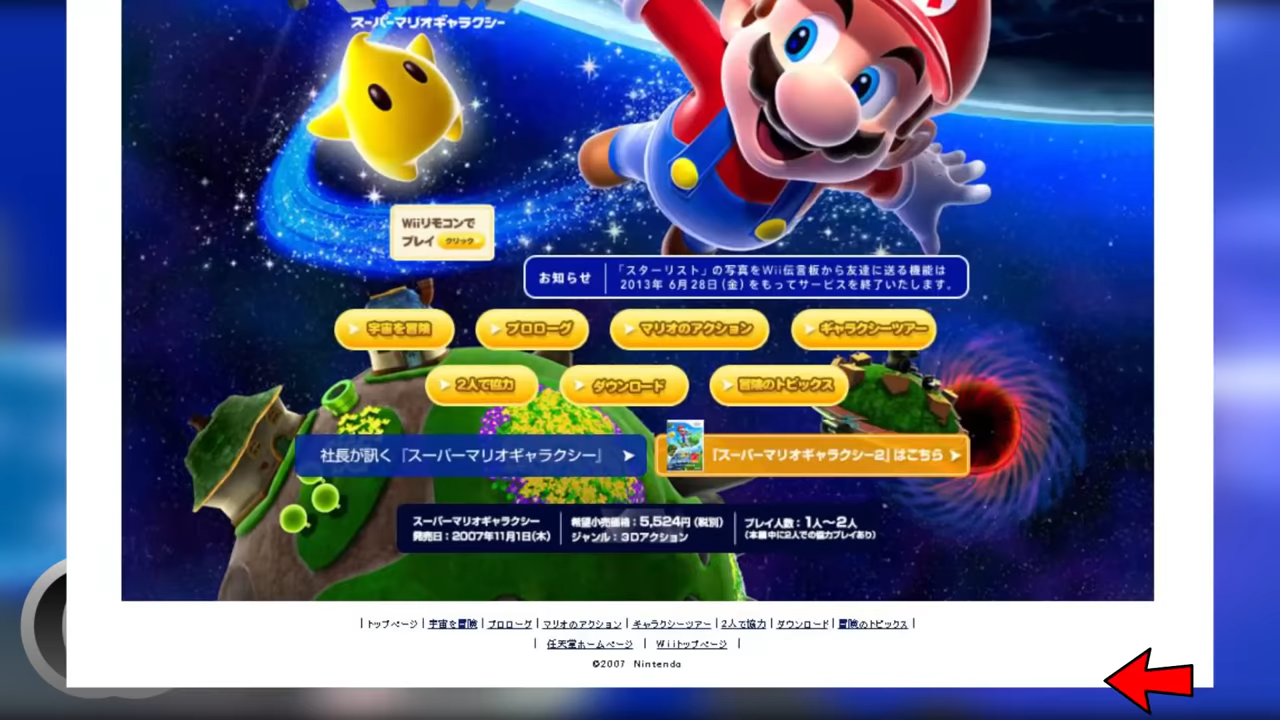 スーパーマリオギャラクシー
Wiiリモコンで
プレイ クリック
お知らせ 「スターリスト」の写真をWii伝言板から友達に送る機能は
2013年 6月28日(金)をもってサービスを終了いたします。
宇宙を冒険 プロローグ マリオのアクション ギャラクシーツアー
2人で協力 ダウンロード 冒険のトピックス
社長が訊く『スーパーマリオギャラクシー』 『スーパーマリオギャラクシー2』はこちら
スーパーマリオギャラクシー 希望小売価格：5,524円（税別） プレイ人数：1人～2人
発売日：2007年11月1日(木) ジャンル：3Dアクション （本編中に2人での協力プレイあり）
| トップページ | 宇宙を冒険 | プロローグ | マリオのアクション | ギャラクシーツアー | 2人で協力 | ダウンロード | 冒険のトピックス |
| 任天堂ホームページ | Wiiトップページ |
©2007 Nintendo